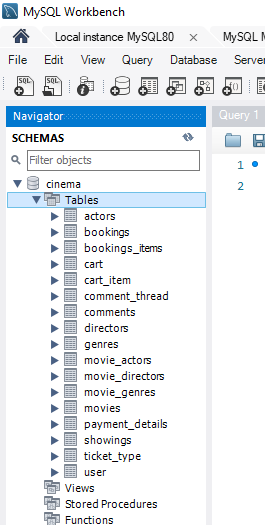 MySQL Workbench
Local instance MySQL80
MySQL M
File Edit View Query Database Server
Navigator
Query 1
SCHEMAS
Filter objects
1
2
cinema
Tables
actors
bookings
bookings_items
cart
cart_item
comment_thread
comments
directors
genres
movie_actors
movie_directors
movie_genres
movies
payment_details
showings
ticket_type
user
Views
Stored Procedures
Functions